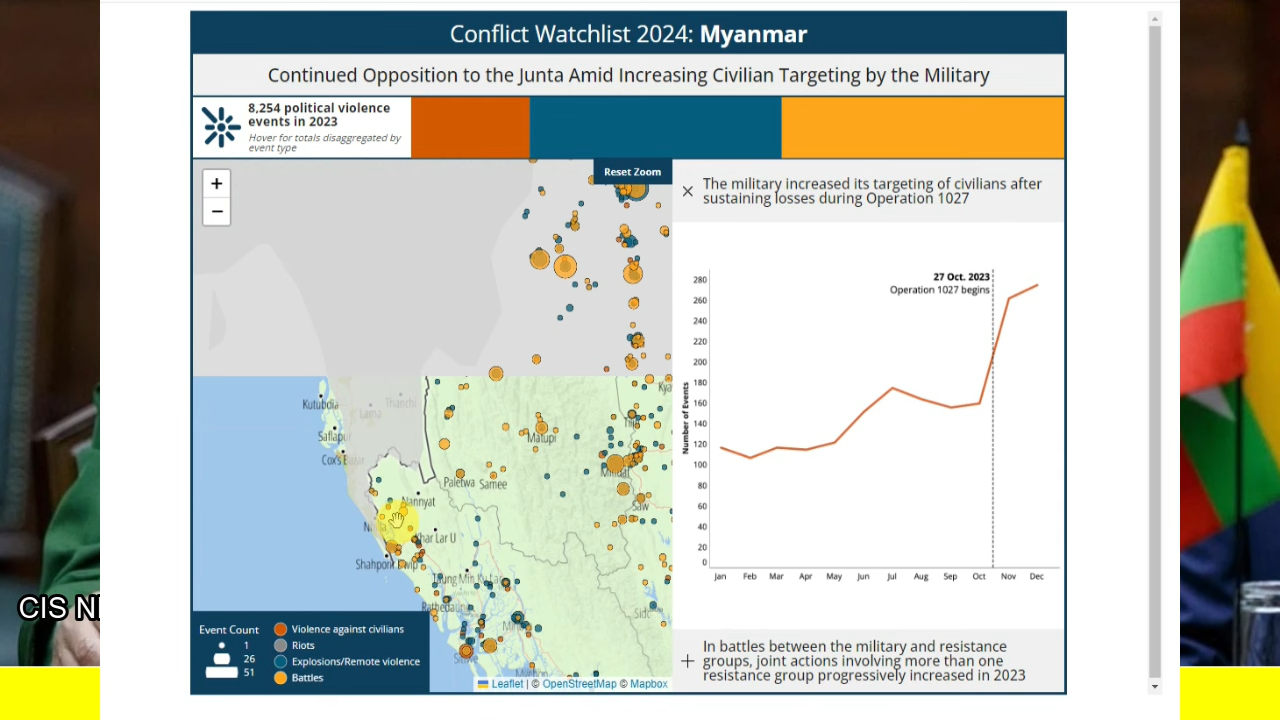 Conflict Watchlist 2024: Myanmar
Continued Opposition to the Junta Amid Increasing Civilian Targeting by the Military
8,254 political violence
events in 2023
Hover for totals disaggregated by
event type
+
−
Reset Zoom
The military increased its targeting of civilians after
sustaining losses during Operation 1027
27 Oct. 2023
Operation 1027 begins
Number of Events
280
260
240
220
200
180
160
140
120
100
80
60
40
20
0
Jan Feb Mar Apr May Jun Jul Aug Sep Oct Nov Dec
Kutubdia
Lama
Thanchi
Matupi
Paletwa
Samee
Nannyat
Saw
Khar Lar U
CIS
Event Count
1
26
51
Violence against civilians
Riots
Explosions/Remote violence
Battles
Leaflet | © OpenStreetMap © Mapbox
In battles between the military and resistance
groups, joint actions involving more than one
resistance group progressively increased in 2023